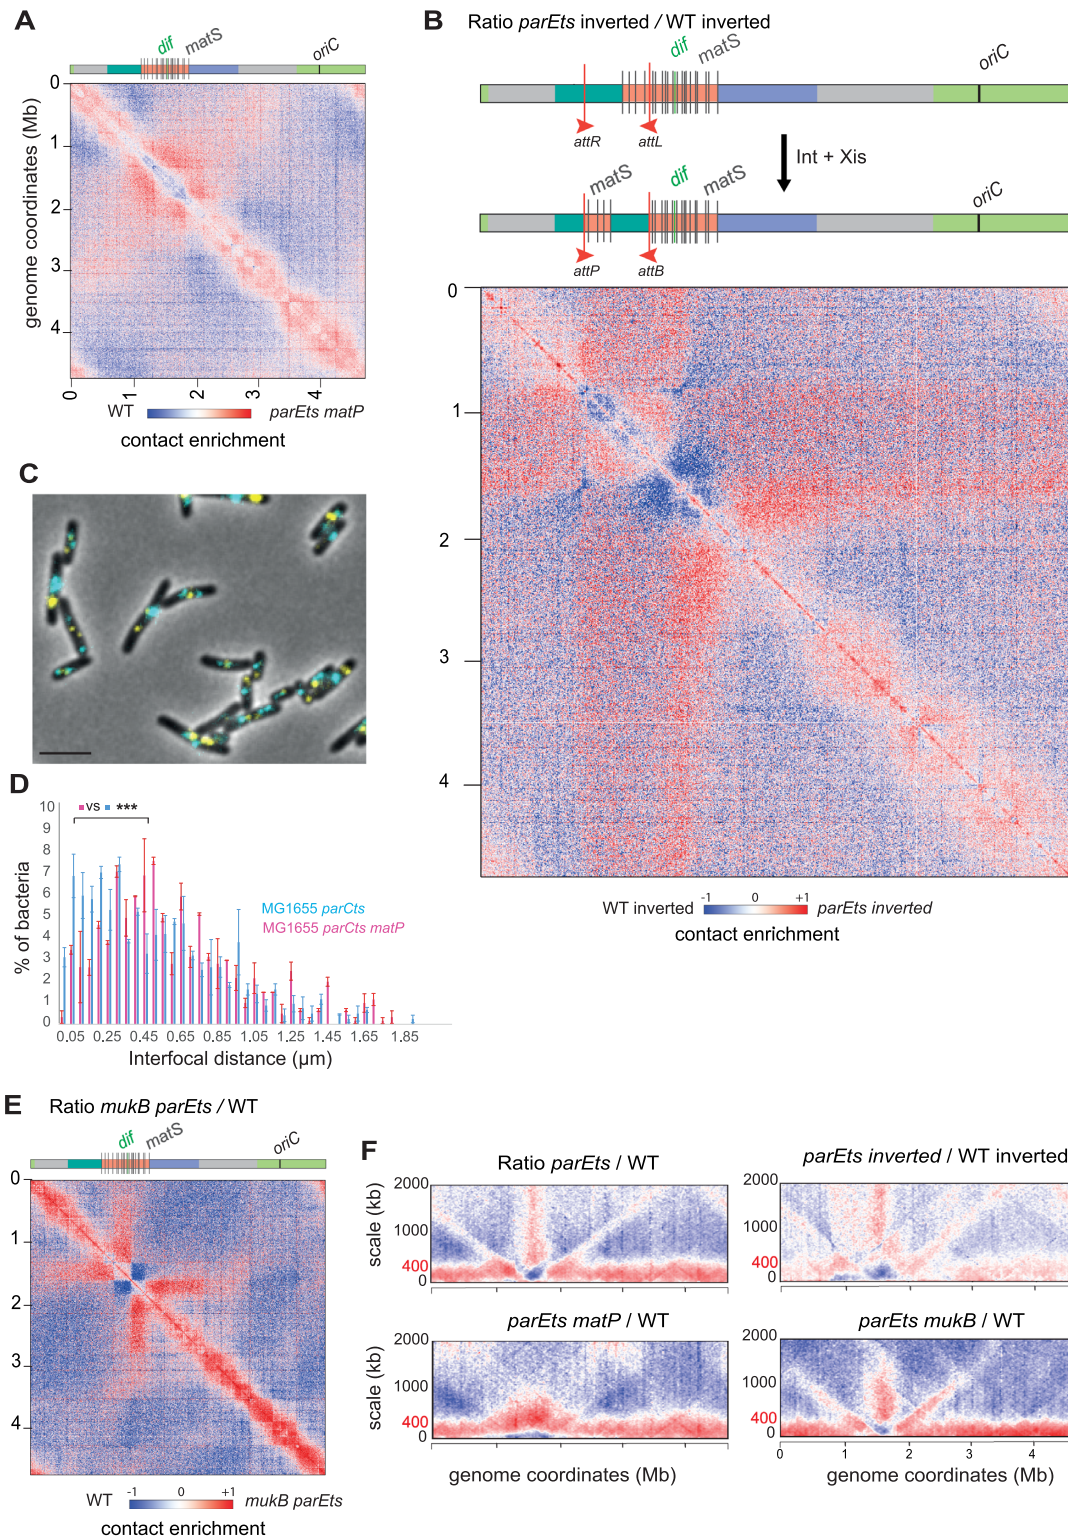 A
dif
matS
oriC
0
1
2
3
4
genome coordinates (Mb)
0
1
2
3
4
WT
parEts matP
contact enrichment
B
Ratio parEts inverted / WT inverted
dif
matS
oriC
attR
attL
Int + Xis
matS
dif
matS
oriC
attP
attB
0
1
2
3
4
-1
0
+1
WT inverted
parEts inverted
contact enrichment
C
D
10
9
8
7
6
5
4
3
2
1
0
% of bacteria
vs
***
MG1655 parCts
MG1655 parCts matP
0.05
0.25
0.45
0.65
0.85
1.05
1.25
1.45
1.65
1.85
Interfocal distance (µm)
E
Ratio mukB parEts / WT
dif
matS
oriC
0
1
2
3
4
-1
0
+1
WT
mukB parEts
contact enrichment
F
Ratio parEts / WT
2000
1000
400
0
scale (kb)
parEts inverted / WT inverted
2000
1000
400
0
parEts matP / WT
2000
1000
400
0
scale (kb)
parEts mukB / WT
2000
1000
400
0
0
1
2
3
4
genome coordinates (Mb)
genome coordinates (Mb)